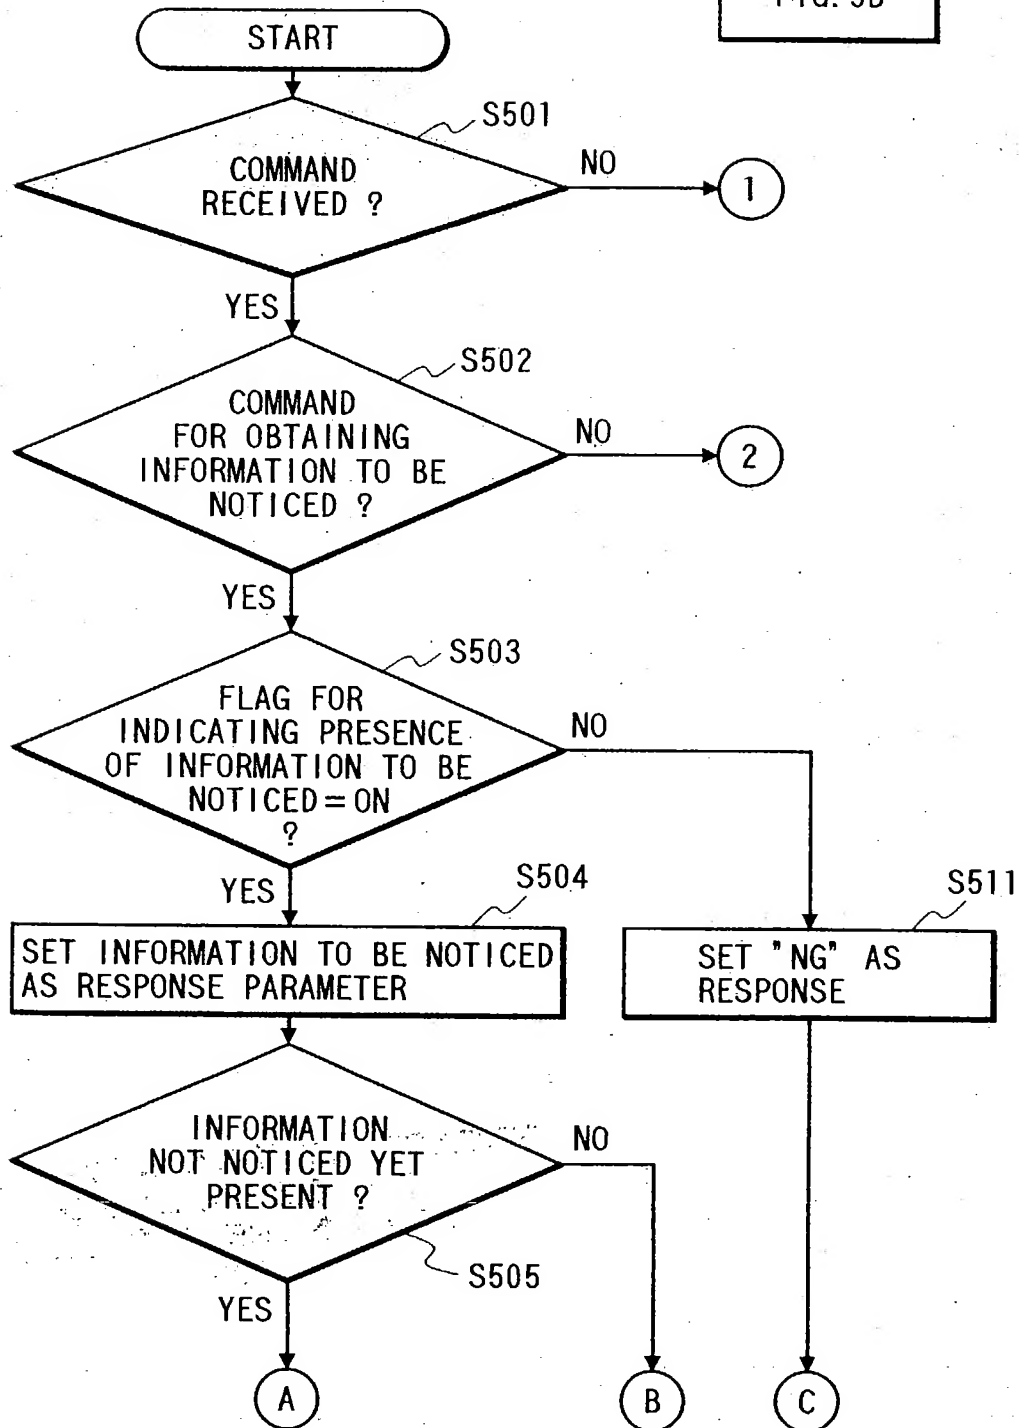 START
S501
COMMAND
RECEIVED ?
NO
1
YES
S502
COMMAND
FOR OBTAINING
INFORMATION TO BE
NOTICED ?
NO
2
YES
S503
FLAG FOR
INDICATING PRESENCE
OF INFORMATION TO BE
NOTICED=ON
?
NO
YES
S504
SET INFORMATION TO BE NOTICED
AS RESPONSE PARAMETER
S511
SET "NG" AS
RESPONSE
INFORMATION
NOT NOTICED YET
PRESENT ?
NO
S505
YES
A
B
C